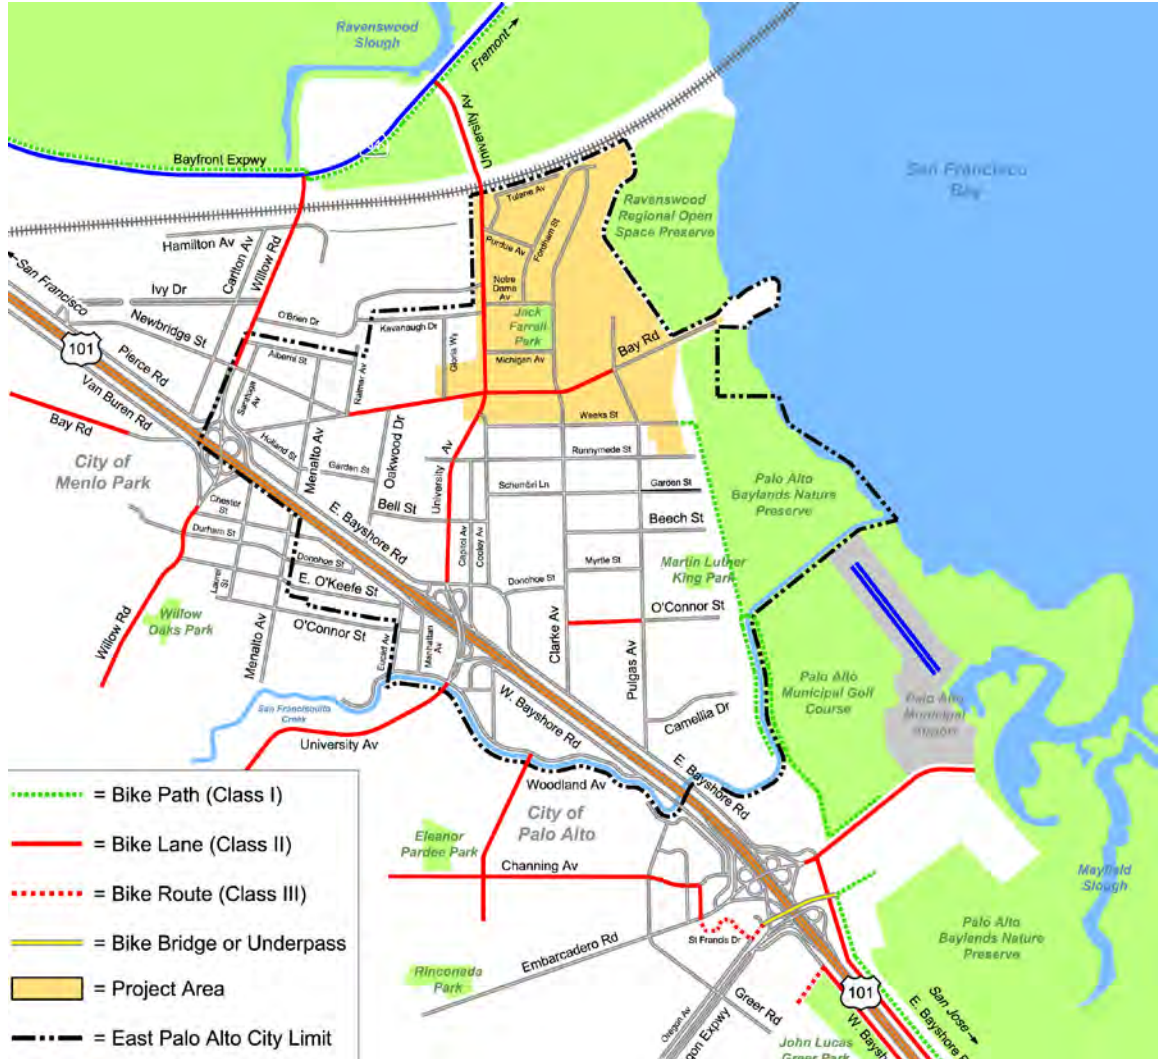 Ravenswood
Slough
Fremont
University Av
Bayfront Expwy
San Francisco
Bay
Tulane Av
Ravenswood
Regional Open
Space Preserve
Hamilton Av
Carlton Av
Willow Rd
Purdue Av
Fordham St
San Francisco
Ivy Dr
Notre
Dame
Av
Newbridge St
O'Brien Dr
Kavanaugh Dr
Jack
Farrell
Park
Bay Rd
101
Pierce Rd
Alberni St
Ralmar Av
Gloria Wy
Michigan Av
Van Buren Rd
Saratoga
Av
Bay Rd
Menalto Av
Oakwood Dr
Weeks St
City of
Menlo Park
Holland St
Garden St
University
Av
Runnymede St
Schembri Ln
Garden St
Palo Alto
Baylands Nature
Preserve
Chester
St
Bell St
E. Bayshore Rd
Capitol Av
Cooley Av
Beech St
Durham St
Donohoe St
Donohoe St
Myrtle St
Martin Luther
King Park
Laurel
St
E. O'Keefe St
O'Connor St
Willow
Oaks Park
O'Connor St
Willow Rd
Menalto Av
Euclid Av
Manhattan
Av
Clarke Av
Pulgas Av
Palo Alto
Municipal Golf
Course
Palo Alto
Municipal
Airport
San Francisquito
Creek
W. Bayshore Rd
Camellia Dr
University Av
E. Bayshore Rd
Woodland Av
City of
Palo Alto
Eleanor
Pardee Park
Channing Av
Mayfield
Slough
St Francis Dr
Embarcadero Rd
Palo Alto
Baylands Nature
Preserve
Rinconada
Park
Greer Rd
101
San Jose
Oregon Av
gon Expwy
E. Bayshore R
W. Baysh
John Lucas
Greer Park
= Bike Path (Class I)
= Bike Lane (Class II)
= Bike Route (Class III)
= Bike Bridge or Underpass
= Project Area
= East Palo Alto City Limit